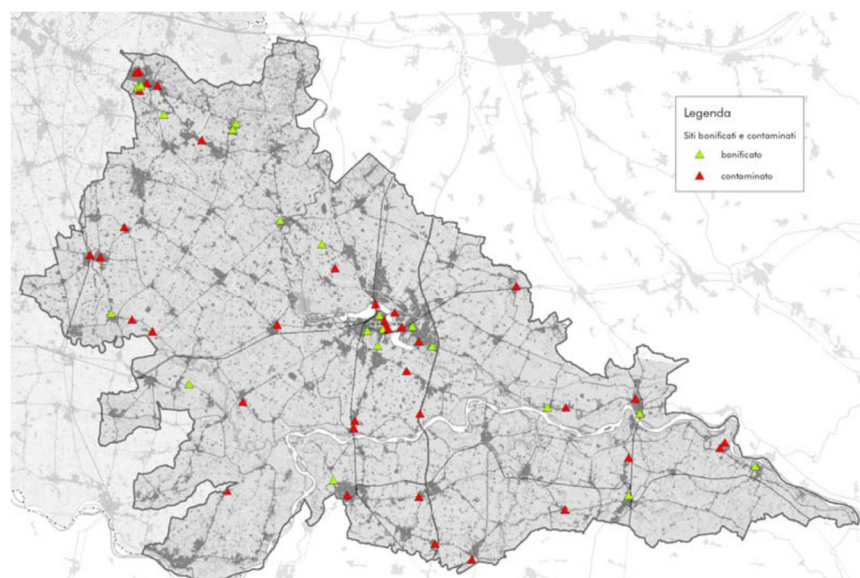 Legenda
Siti bonificati e contaminati
bonificato
contaminato